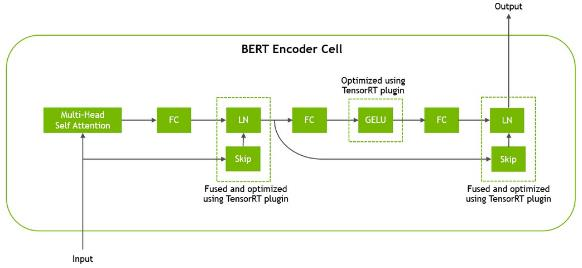 Output
BERT Encoder Cell
Optimized using
TensorRT plugin
Multi-Head
Self Attention
FC
LN
FC
GELU
FC
LN
Skip
Skip
Fused and optimized
using TensorRT plugin
Fused and optimized
using TensorRT plugin
Input